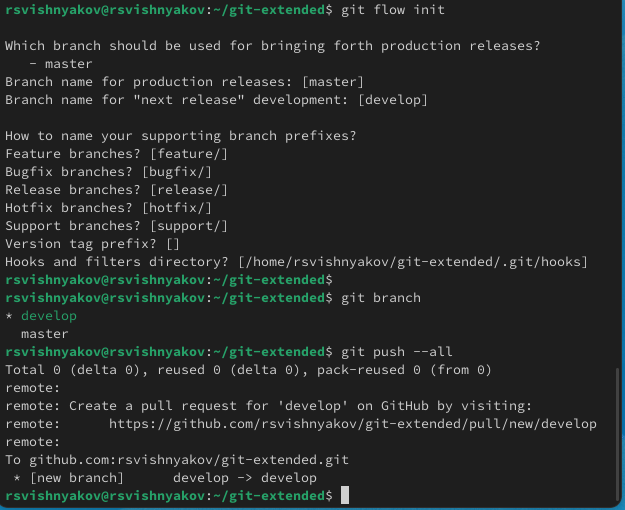 rsvishnyakov@rsvishnyakov:~/git-extended$ git flow init

Which branch should be used for bringing forth production releases?
   - master
Branch name for production releases: [master]
Branch name for "next release" development: [develop]

How to name your supporting branch prefixes?
Feature branches? [feature/]
Bugfix branches? [bugfix/]
Release branches? [release/]
Hotfix branches? [hotfix/]
Support branches? [support/]
Version tag prefix? []
Hooks and filters directory? [/home/rsvishnyakov/git-extended/.git/hooks]
rsvishnyakov@rsvishnyakov:~/git-extended$
rsvishnyakov@rsvishnyakov:~/git-extended$ git branch
* develop
  master
rsvishnyakov@rsvishnyakov:~/git-extended$ git push --all
Total 0 (delta 0), reused 0 (delta 0), pack-reused 0 (from 0)
remote:
remote: Create a pull request for 'develop' on GitHub by visiting:
remote:      https://github.com/rsvishnyakov/git-extended/pull/new/develop
remote:
To github.com:rsvishnyakov/git-extended.git
 * [new branch]      develop -> develop
rsvishnyakov@rsvishnyakov:~/git-extended$